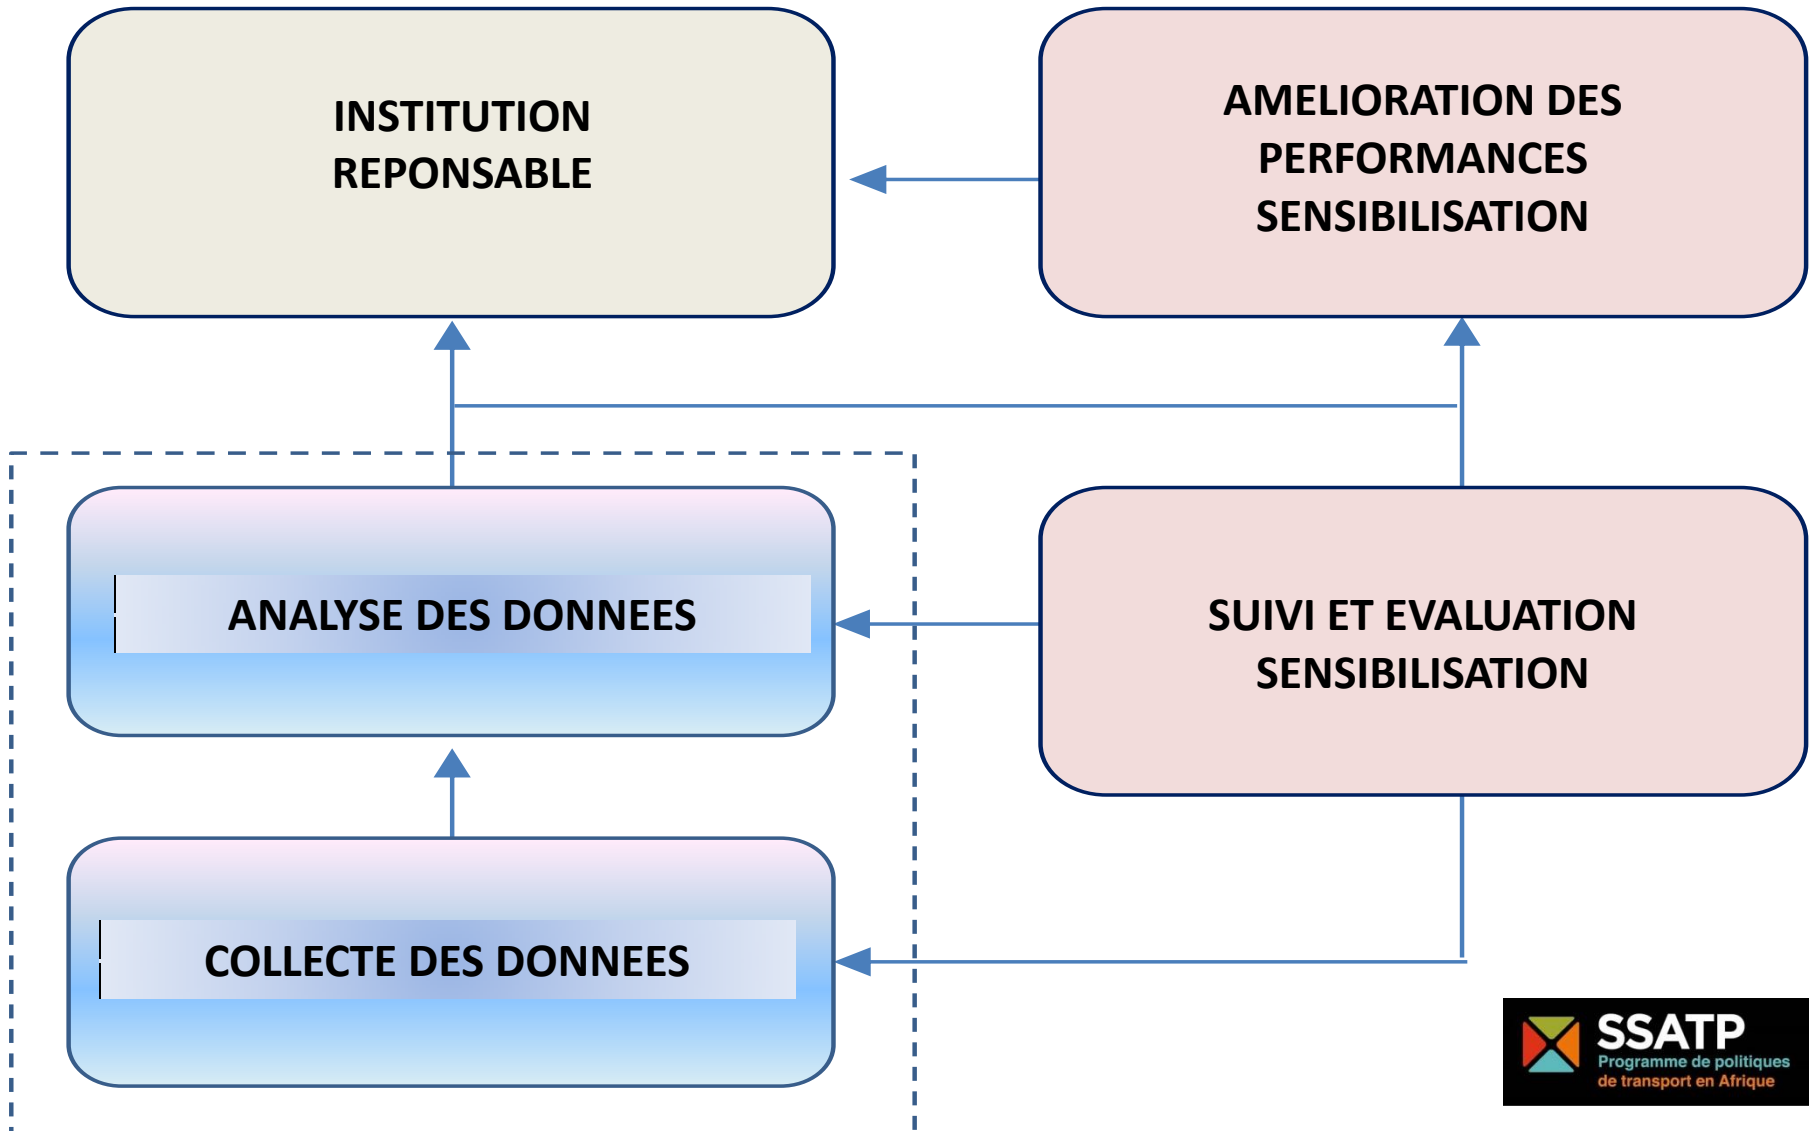 INSTITUTION
REPONSABLE
AMELIORATION DES
PERFORMANCES
SENSIBILISATION
ANALYSE DES DONNEES
SUIVI ET EVALUATION
SENSIBILISATION
COLLECTE DES DONNEES
SSATP
Programme de politiques
de transport en Afrique